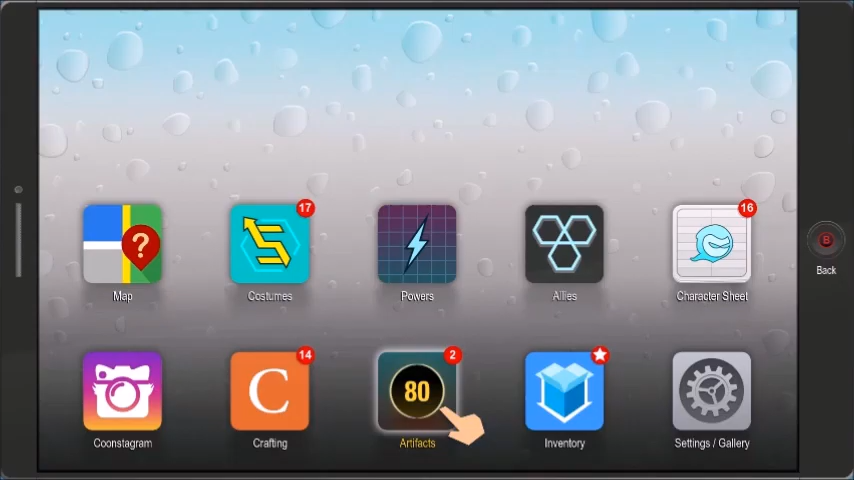 ?
17
16
Map
Costumes
Powers
Allies
Character Sheet
B
Back
14
2
C
80
Coonstagram
Crafting
Artifacts
Inventory
Settings / Gallery